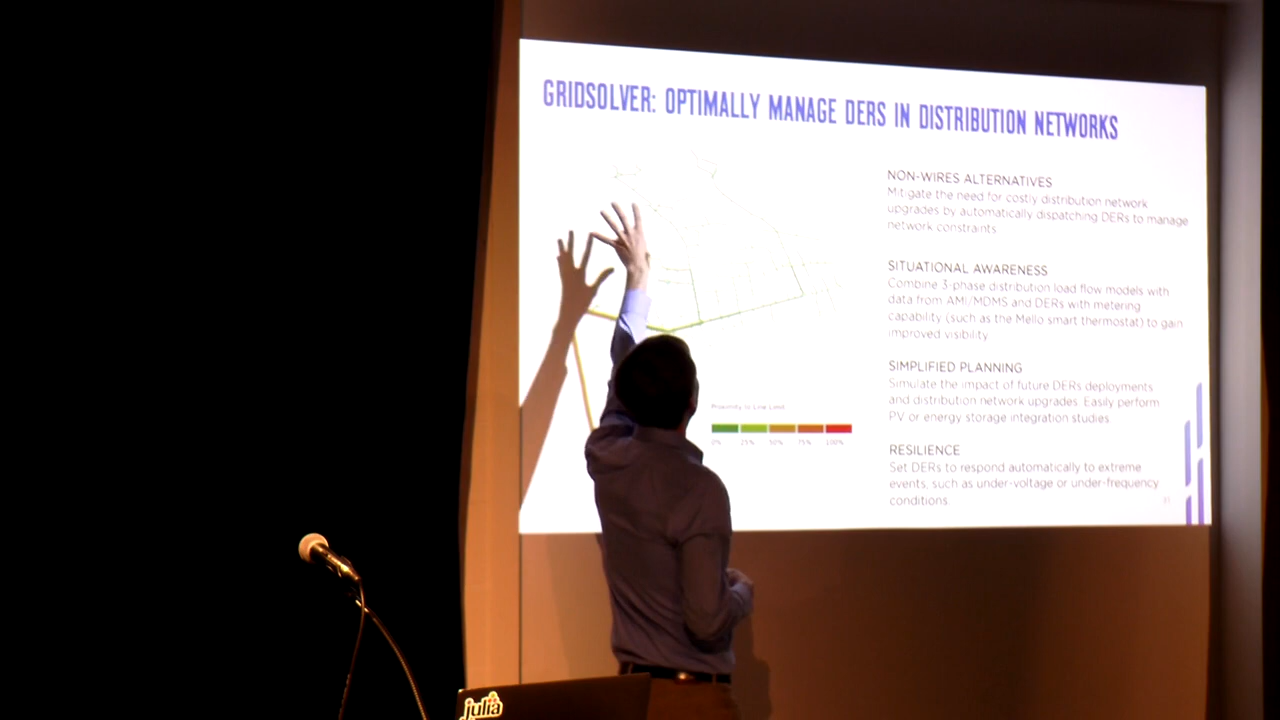 GRIDSOLVER: OPTIMALLY MANAGE DERS IN DISTRIBUTION NETWORKS
NON-WIRES ALTERNATIVES
Mitigate the need for costly distribution network
upgrades by automatically dispatching DERs to manage
network constraints.
SITUATIONAL AWARENESS
Combine 3-phase distribution load flow models with
data from AMI/MDMS and DERs with metering
capability (such as the Mello smart thermostat) to gain
improved visibility.
SIMPLIFIED PLANNING
Simulate the impact of future DERs deployments
and distribution network upgrades. Easily perform
PV or energy storage integration studies.
RESILIENCE
Set DERs to respond automatically to extreme
events, such as under-voltage or under-frequency
conditions.
Proximity to Line Limit
0% 25% 50% 75% 100%
julia